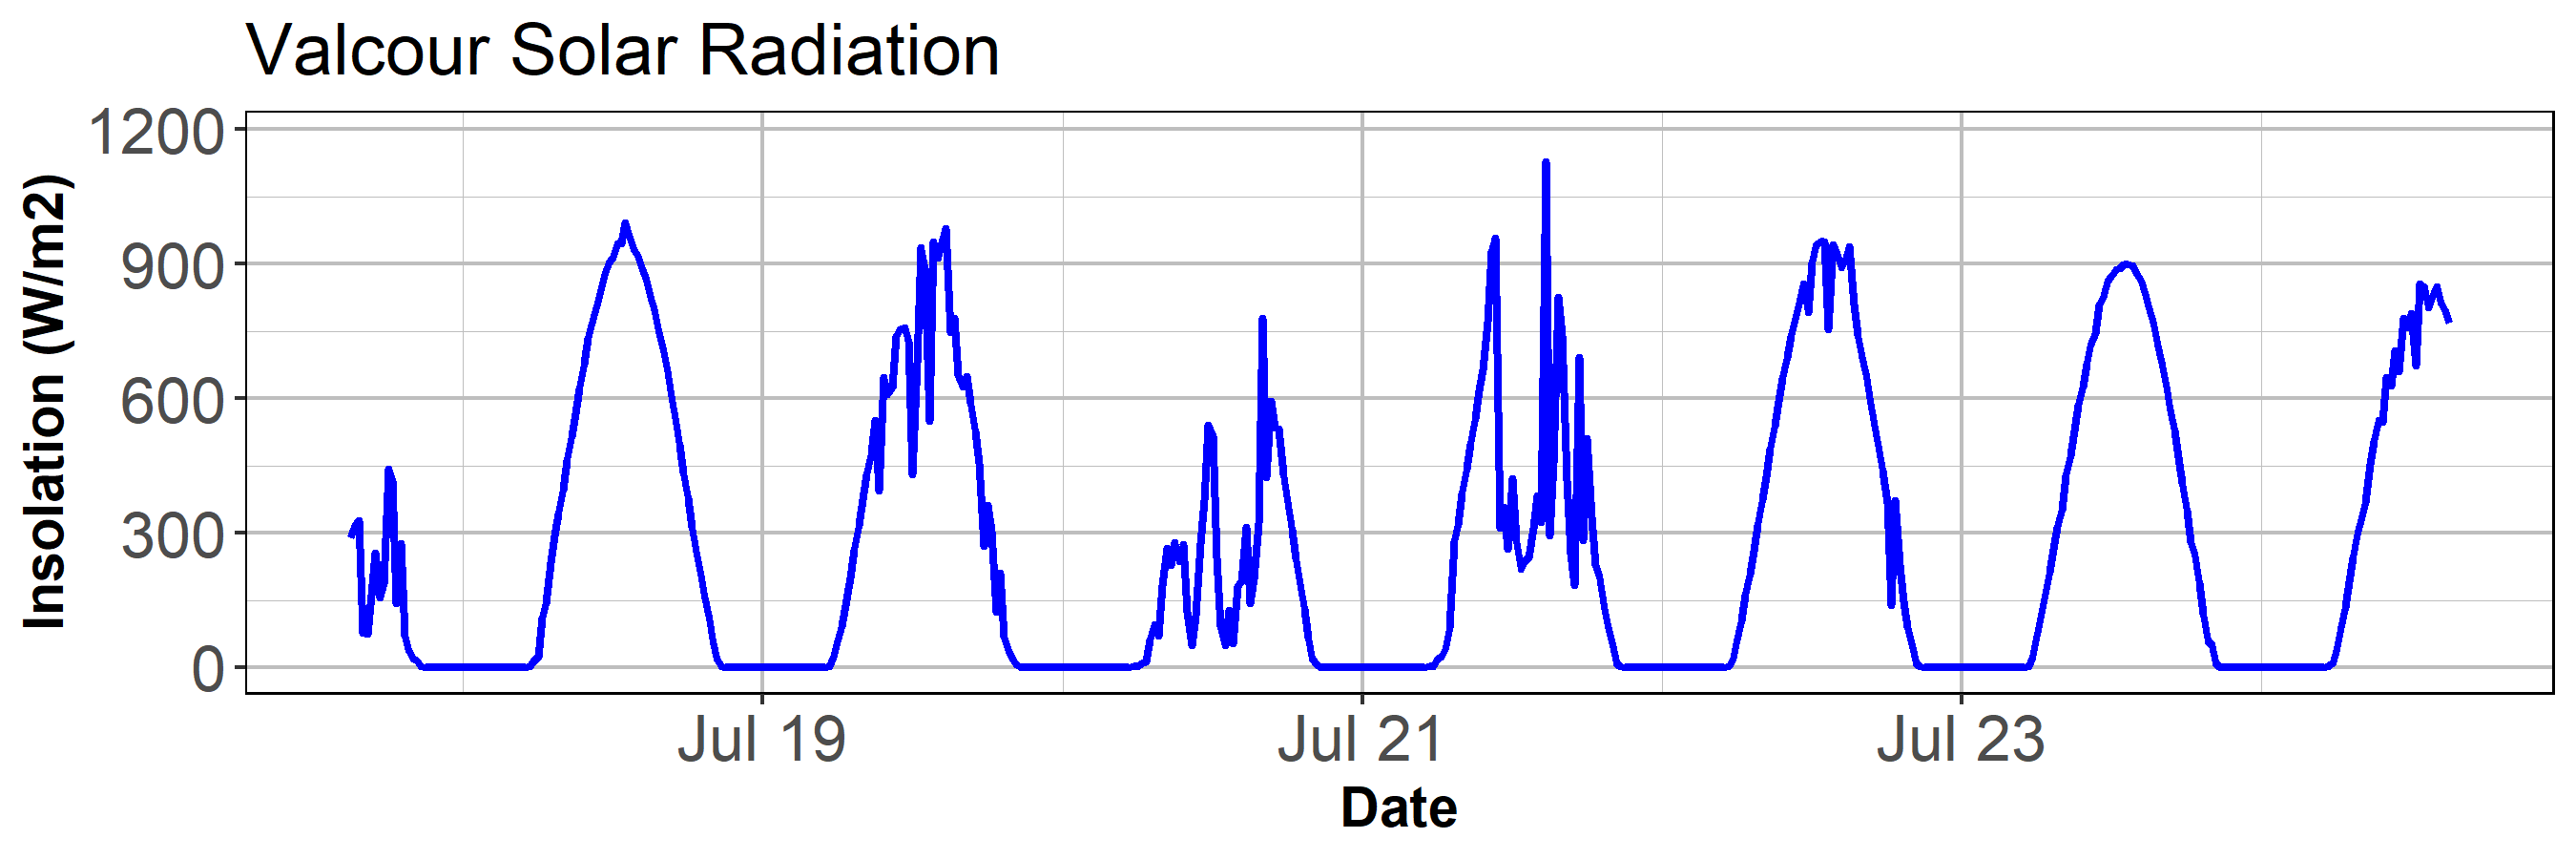 Valcour Solar Radiation
1200
900
600
300
0
Insolation (W/m2)
Jul 19
Jul 21
Jul 23
Date